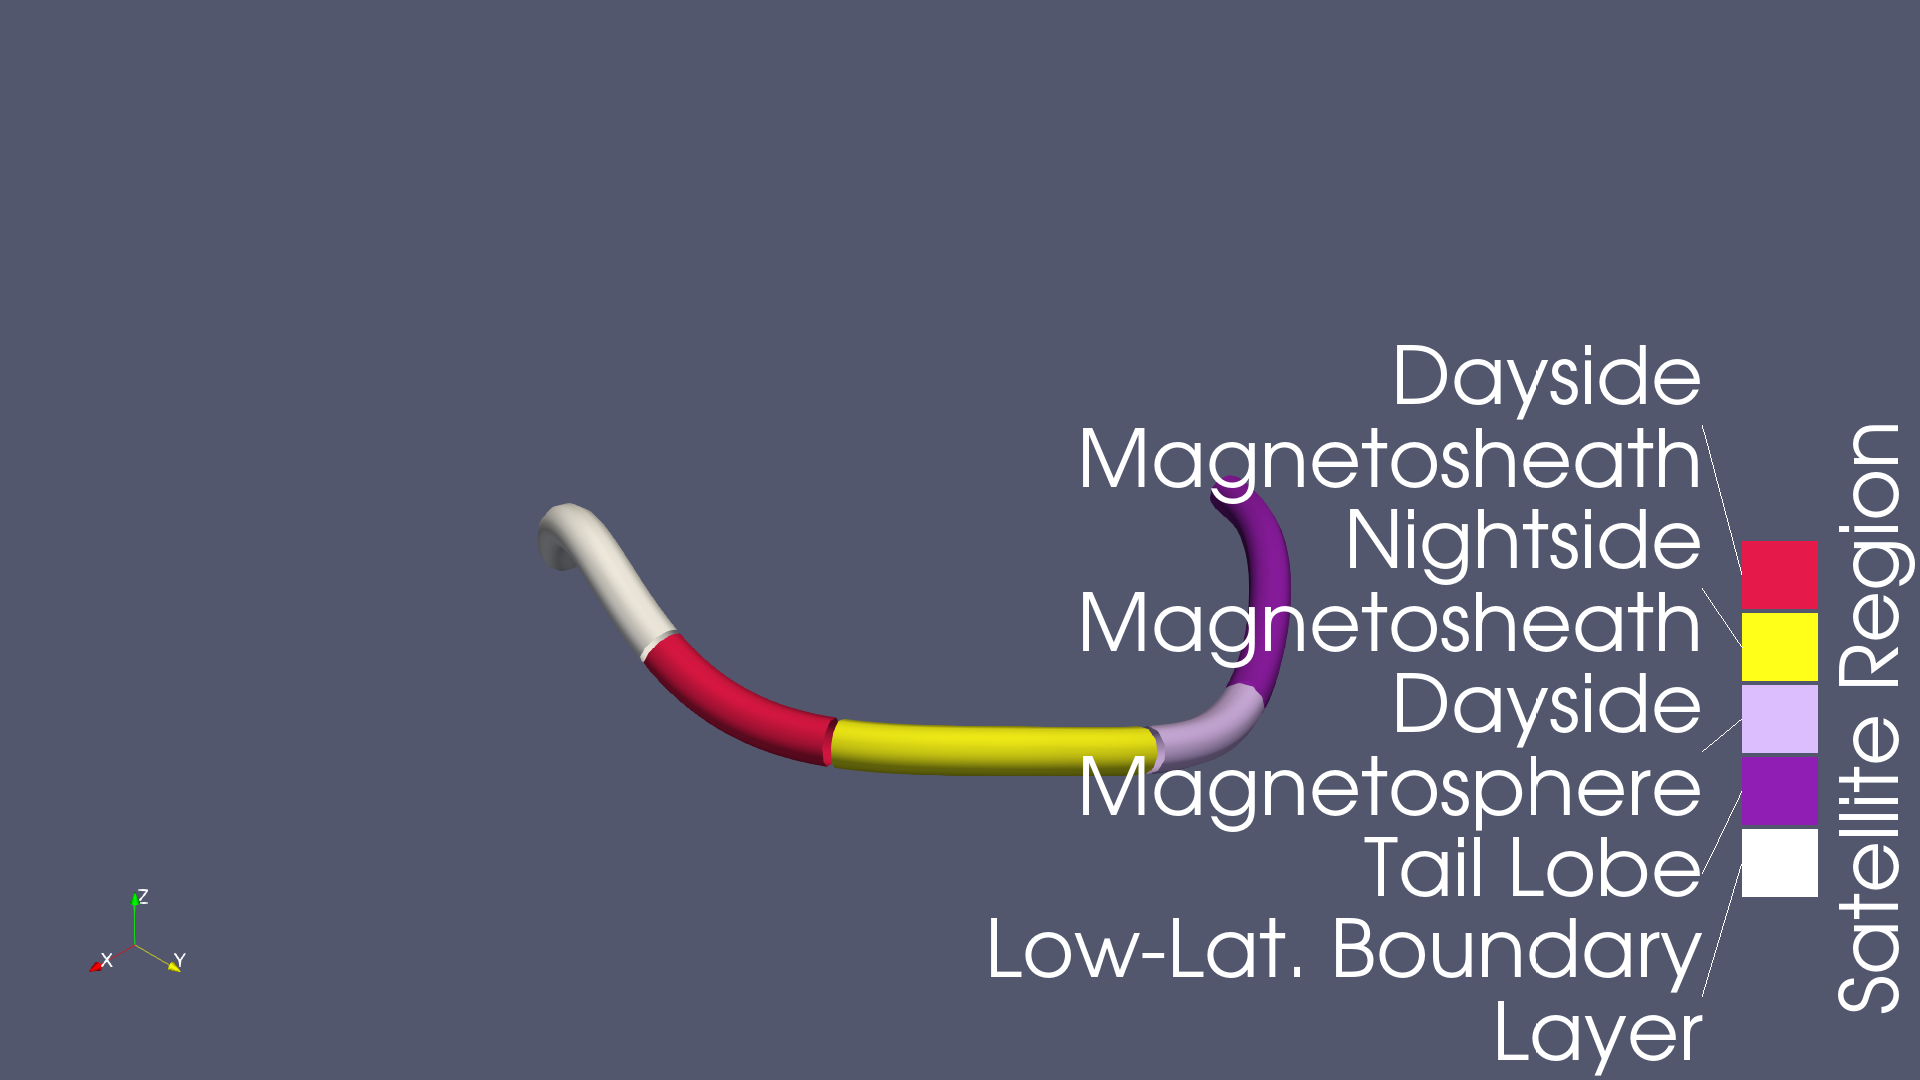 Dayside
Magnetosheath
Nightside
Magnetosheath
Dayside
Magnetosphere
Tail Lobe
Low-Lat. Boundary
Layer
Satellite Region
Z
X
Y